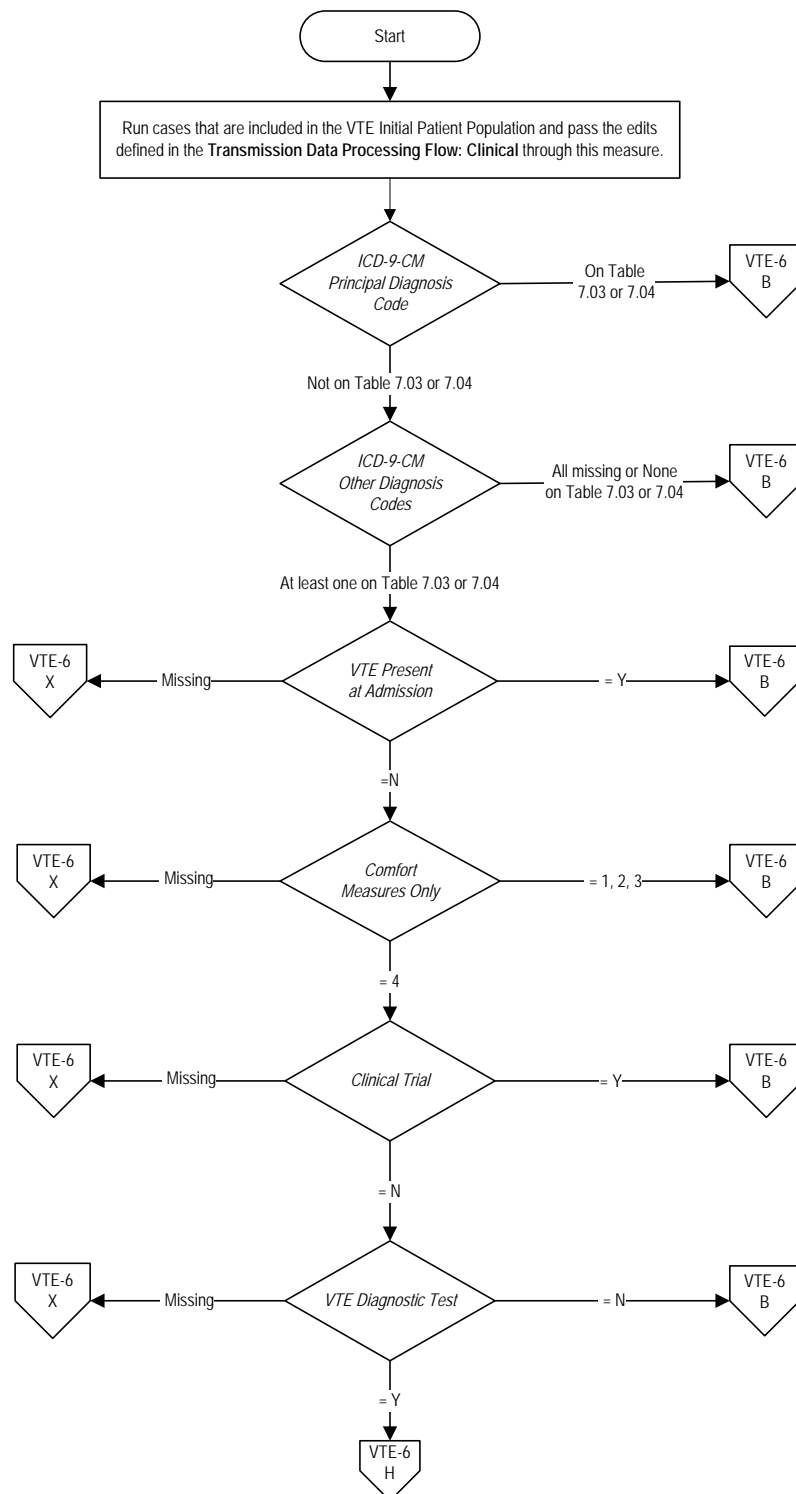 Start
Run cases that are included in the VTE Initial Patient Population and pass the edits
defined in the Transmission Data Processing Flow: Clinical through this measure.
ICD-9-CM
Principal Diagnosis
Code
On Table
7.03 or 7.04
VTE-6
B
Not on Table 7.03 or 7.04
ICD-9-CM
Other Diagnosis
Codes
All missing or None
on Table 7.03 or 7.04
VTE-6
B
At least one on Table 7.03 or 7.04
VTE-6
X
Missing
VTE Present
at Admission
= Y
VTE-6
B
=N
VTE-6
X
Missing
Comfort
Measures Only
= 1, 2, 3
VTE-6
B
= 4
VTE-6
X
Missing
Clinical Trial
= Y
VTE-6
B
= N
VTE-6
X
Missing
VTE Diagnostic Test
= N
VTE-6
B
= Y
VTE-6
H